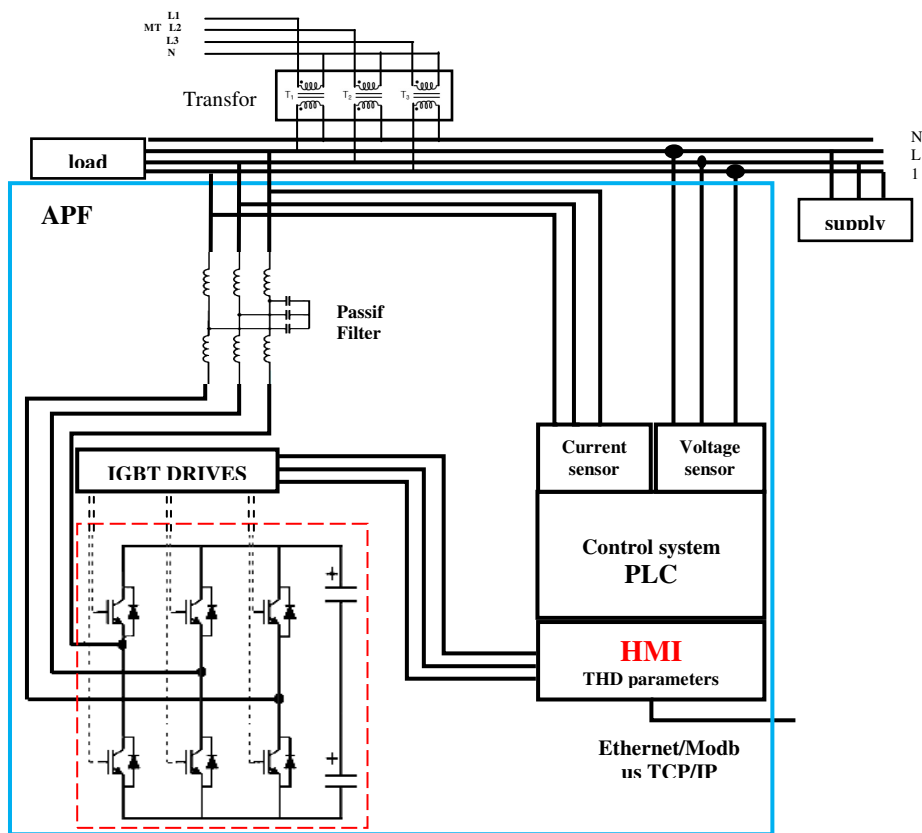 L1
MT L2
L3
N
Transfor
T1 T2 T3
N
L
1
load
supply
APF
Passif
Filter
Current
sensor
Voltage
sensor
IGBT DRIVES
Control system
PLC
HMI
THD parameters
+
+
Ethernet/Modb
us TCP/IP